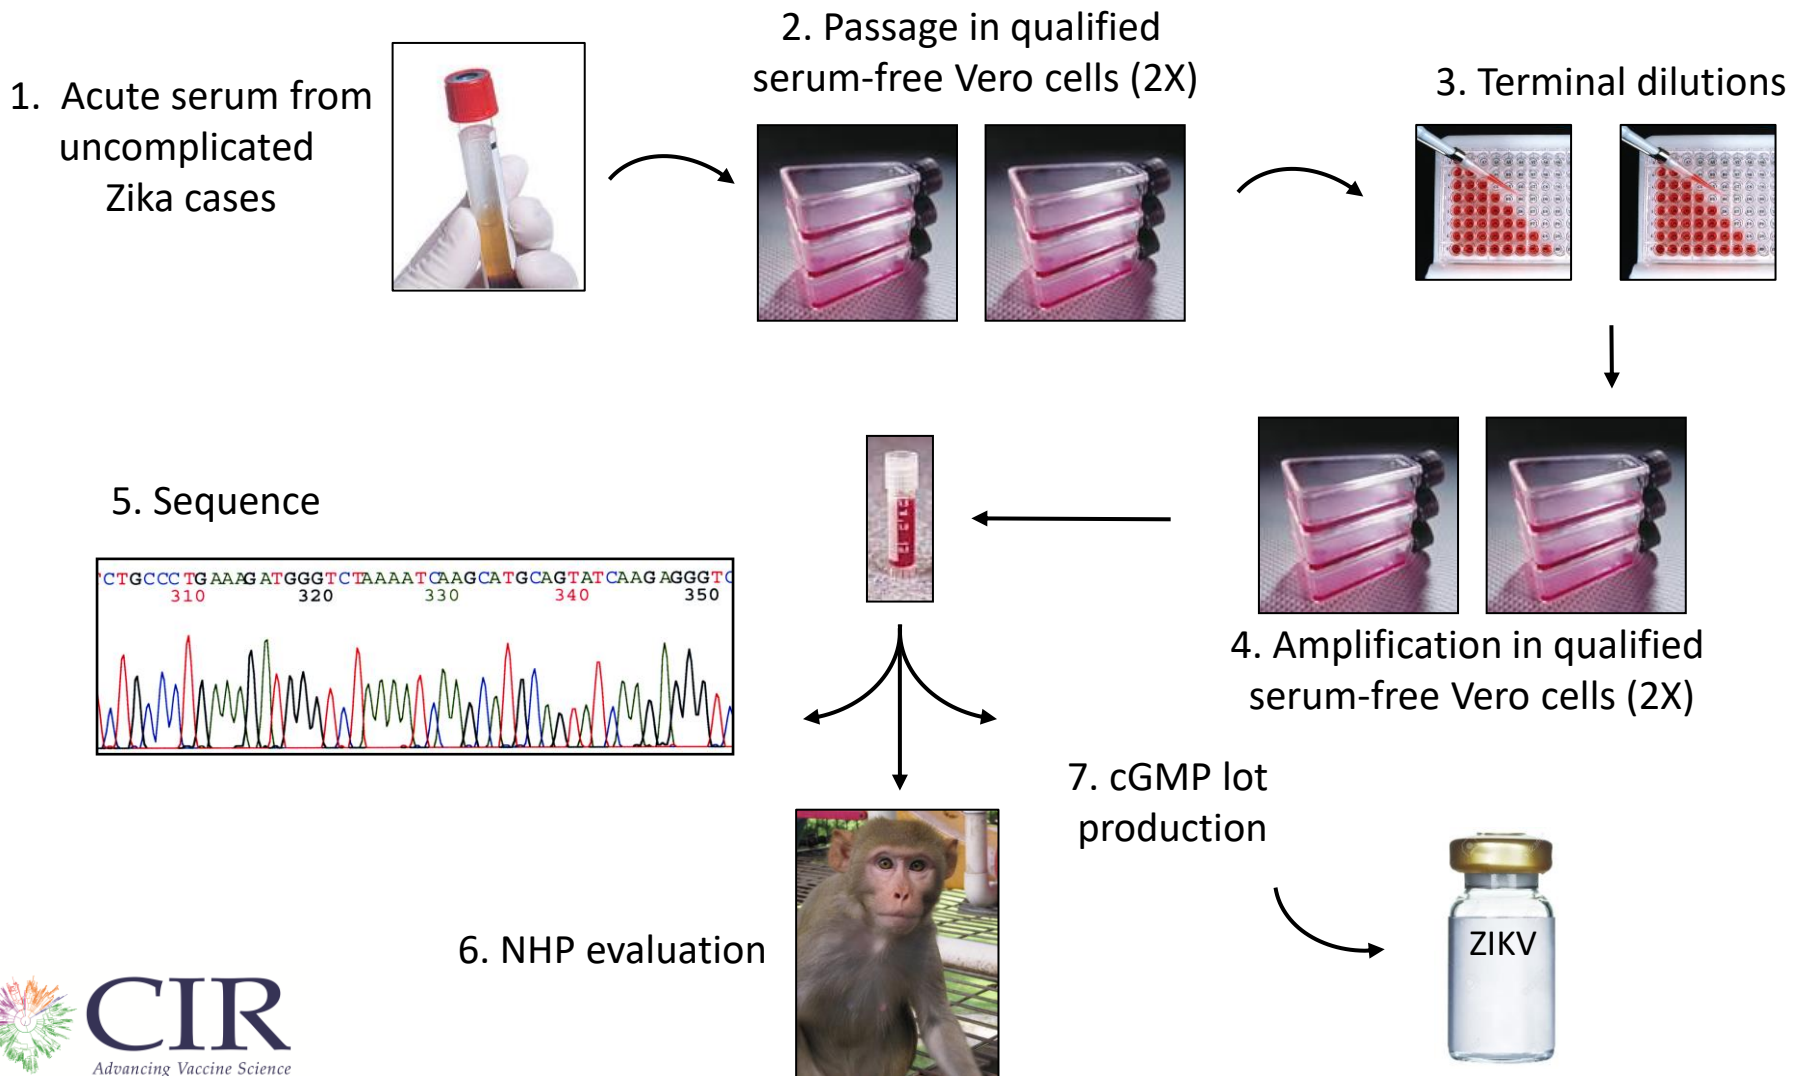 1. Acute serum from
uncomplicated
Zika cases
2. Passage in qualified
serum-free Vero cells (2X)
3. Terminal dilutions
4. Amplification in qualified
serum-free Vero cells (2X)
5. Sequence
CTGCCCTGAAAGATGGGTCTAAAATCAAGCATGCAGTATCAAGAGGGTC
310 320 330 340 350
6. NHP evaluation
7. cGMP lot
production
ZIKV
CIR
Advancing Vaccine Science